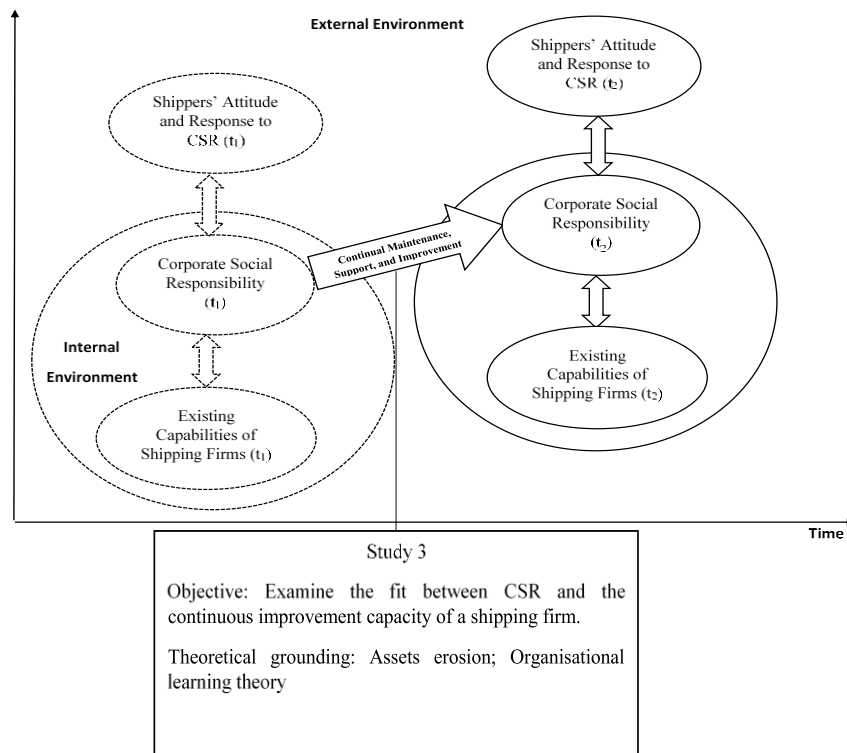 External Environment
Shippers' Attitude
and Response to
CSR (t1)
Shippers' Attitude
and Response to
CSR (t2)
Corporate Social
Responsibility
(t1)
Continual Maintenance,
Support, and Improvement
Corporate Social
Responsibility
(t2)
Internal
Environment
Existing
Capabilities of
Shipping Firms (t1)
Existing
Capabilities of
Shipping Firms (t2)
Time
Study 3
Objective: Examine the fit between CSR and the
continuous improvement capacity of a shipping firm.
Theoretical grounding: Assets erosion; Organisational
learning theory